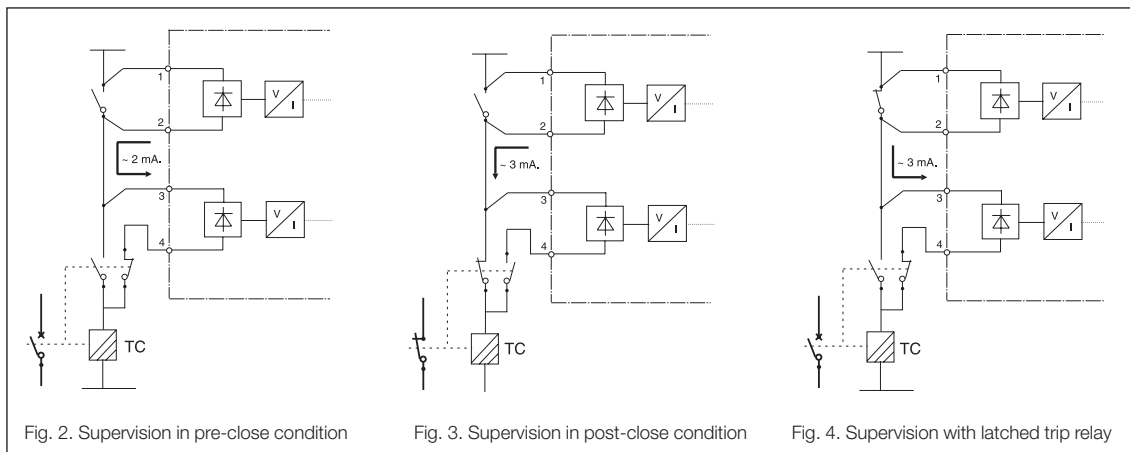 1
V
I
2
~ 2 mA.
3
V
I
4
TC
Fig. 2. Supervision in pre-close condition
1
V
I
2
~ 3 mA.
3
V
I
4
TC
Fig. 3. Supervision in post-close condition
1
V
I
2
~ 3 mA.
3
V
I
4
TC
Fig. 4. Supervision with latched trip relay